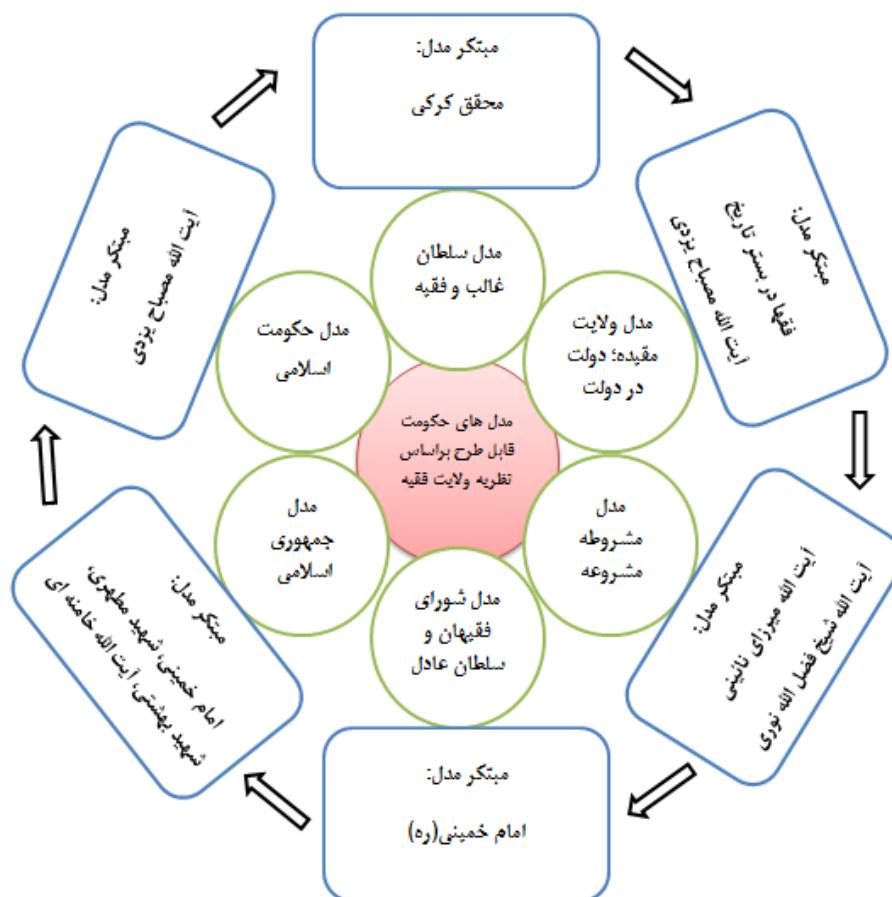 مبتکر مدل:
محقق کرکی
مبتکر مدل:
فقها در بستر تاریخ
آیت الله مصباح یزدی
مبتکر مدل:
آیت الله میرزای نائینی
آیت الله شیخ فضل الله نوری
مبتکر مدل:
امام خمینی(ره)
مبتکر مدل:
امام خمینی، شهید مطهری،
شهید بهشتی، آیت الله خامنه ای
مبتکر مدل:
آیت الله مصباح یزدی
مدل سلطان
غالب و فقیه
مدل ولایت
مقیده؛ دولت
در دولت
مدل
مشروطه
مشروعه
مدل شورای
فقیهان و
سلطان عادل
مدل
جمهوری
اسلامی
مدل حکومت
اسلامی
مدل های حکومت
قابل طرح براساس
نظریه ولایت فقیه